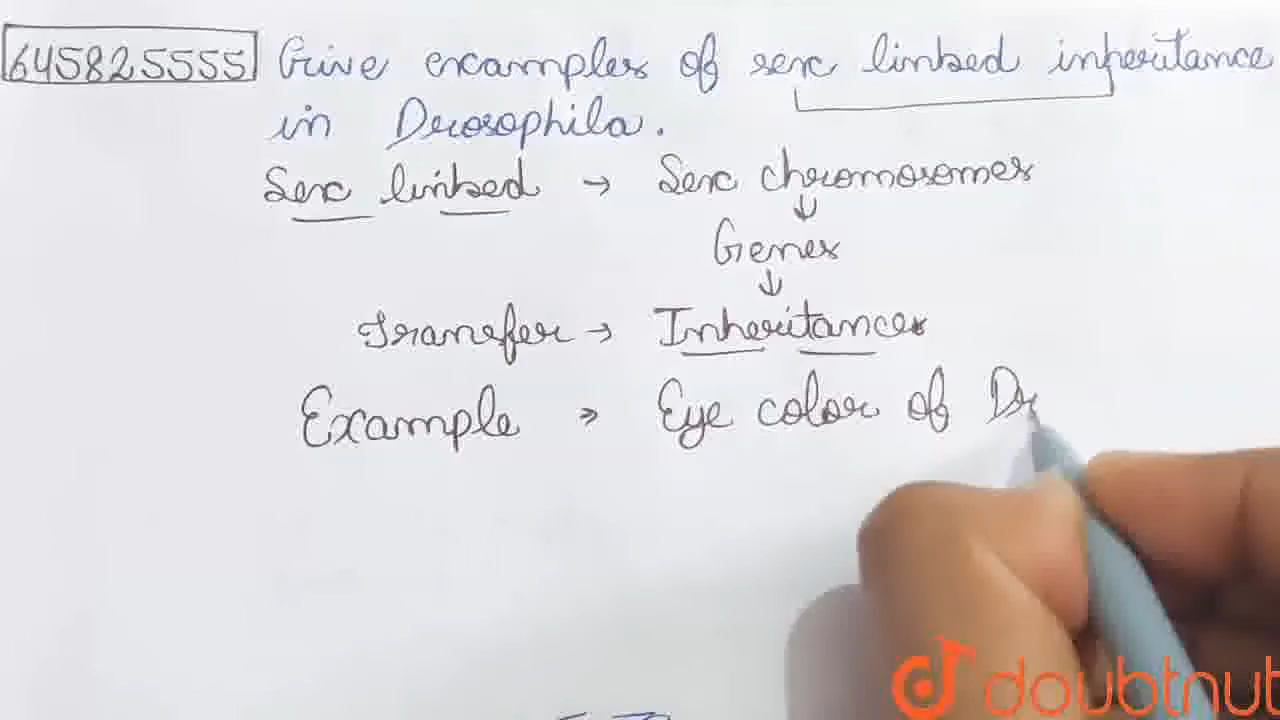 645825555 Give examples of sex linked inheritance
in Drosophila.
Sex linked → Sex chromosomes
↓
Genes
↓
Transfer → Inheritance
Example → Eye color of Dr
doubtnut